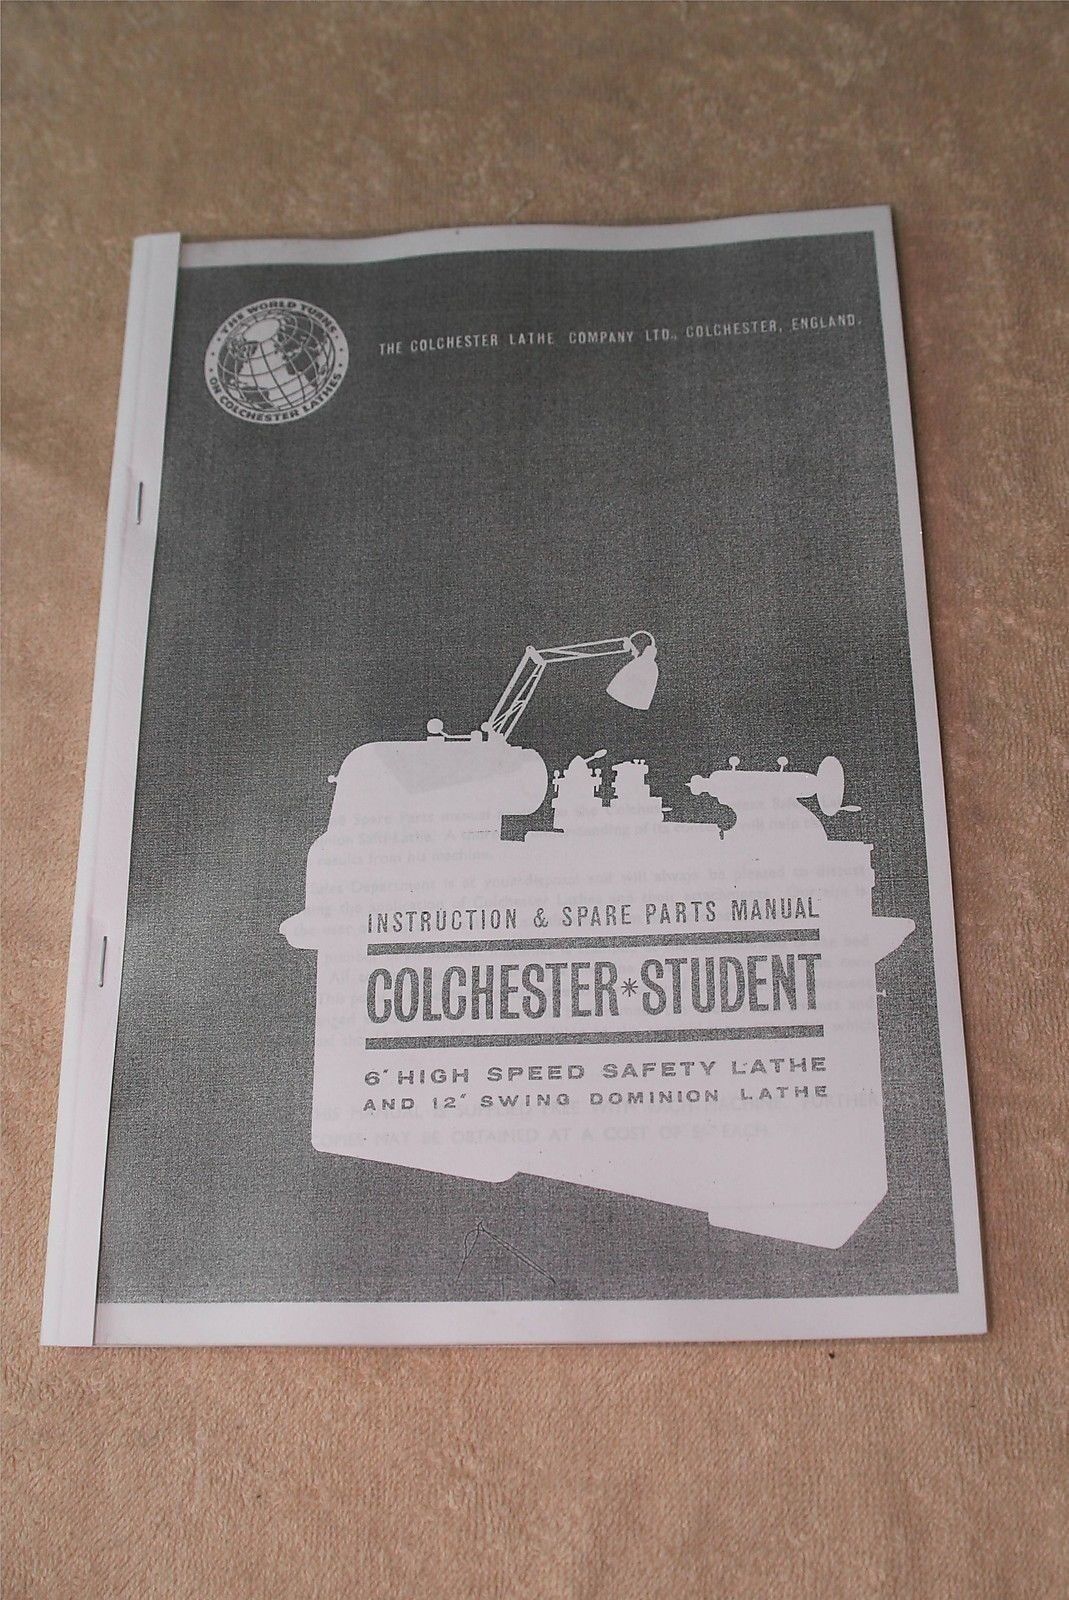 THE WORLD TURNS
ON COLCHESTER LATHES
THE COLCHESTER LATHE COMPANY LTD., COLCHESTER, ENGLAND.
INSTRUCTION & SPARE PARTS MANUAL
COLCHESTER*STUDENT
6" HIGH SPEED SAFETY LATHE
AND 12" SWING DOMINION LATHE